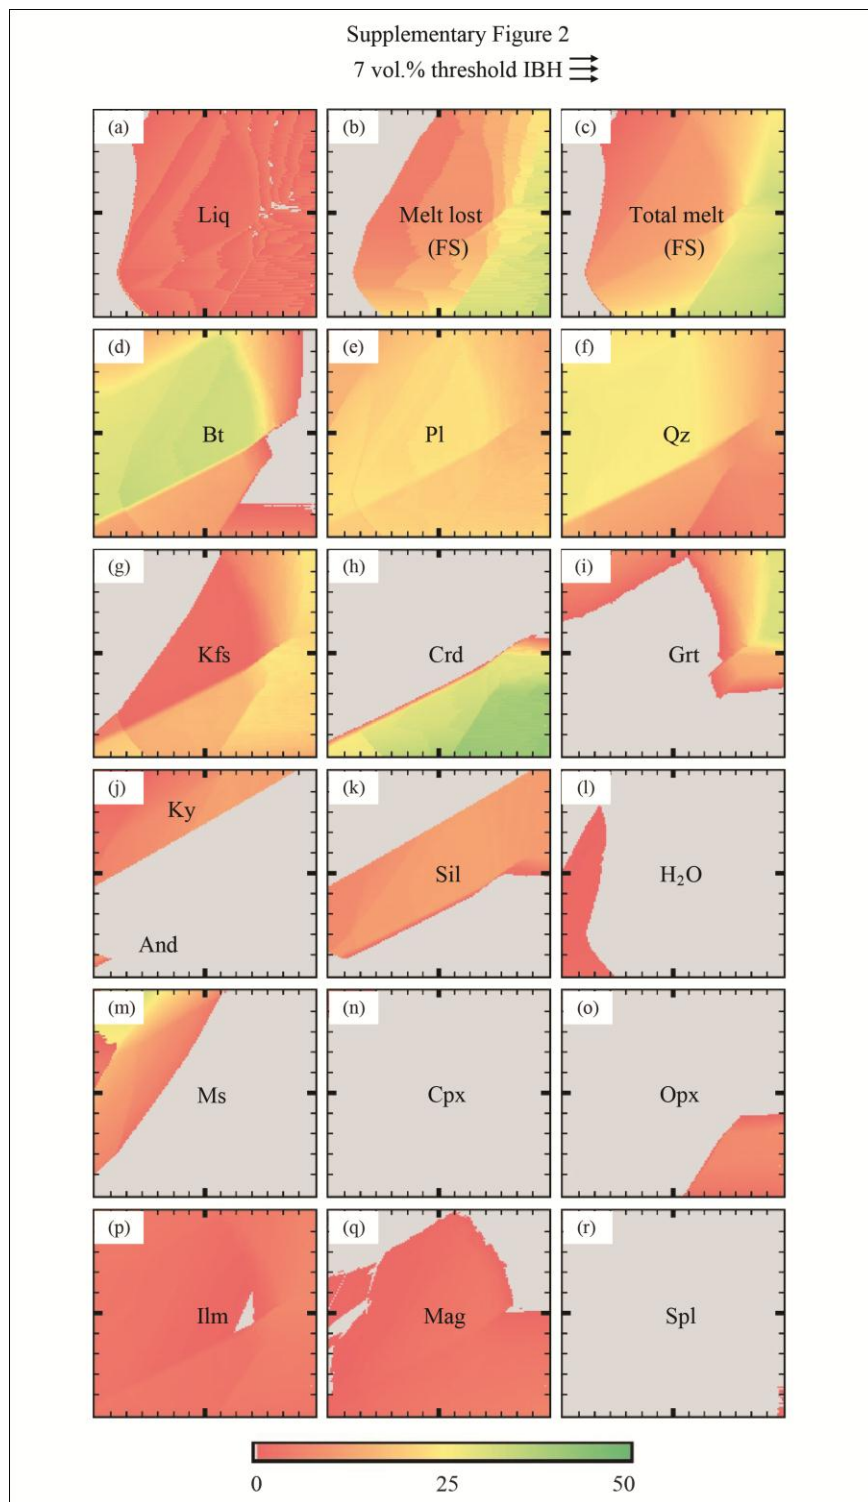 Supplementary Figure 2
7 vol.% threshold IBH
(a)
Liq
(b)
Melt lost
(FS)
(c)
Total melt
(FS)
(d)
Bt
(e)
Pl
(f)
Qz
(g)
Kfs
(h)
Crd
(i)
Grt
(j)
Ky
And
(k)
Sil
(l)
H₂O
(m)
Ms
(n)
Cpx
(o)
Opx
(p)
Ilm
(q)
Mag
(r)
Spl
0 25 50